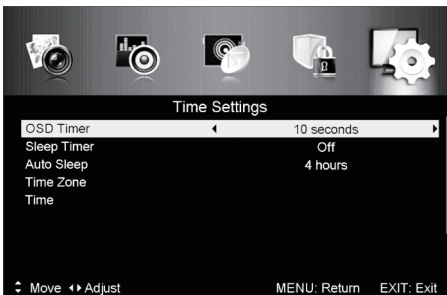 Time Settings
OSD Timer 10 seconds
Sleep Timer Off
Auto Sleep 4 hours
Time Zone
Time
Move Adjust MENU: Return EXIT: Exit